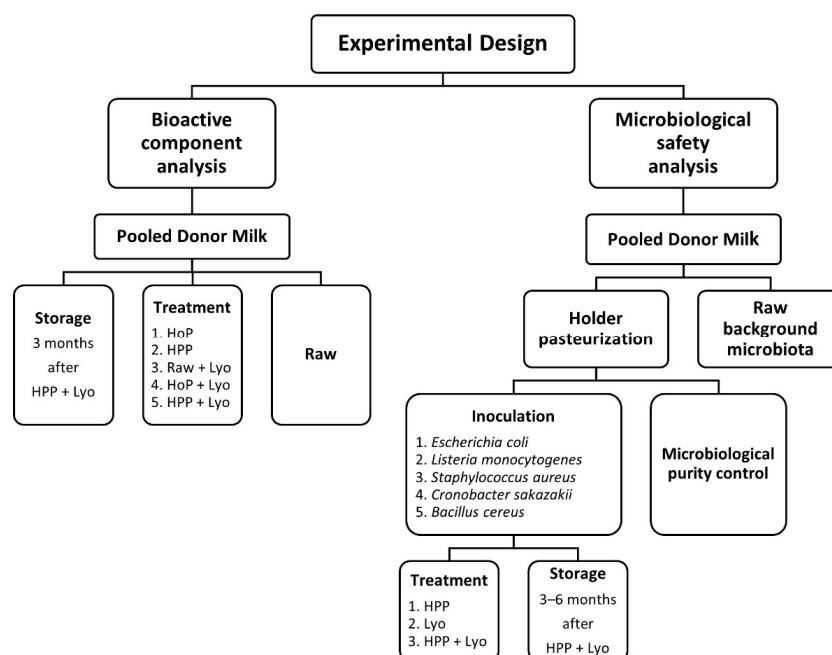 Experimental Design
Bioactive
component
analysis
Pooled Donor Milk
Storage
3 months
after
HPP + Lyo
Treatment
1. HoP
2. HPP
3. Raw + Lyo
4. HoP + Lyo
5. HPP + Lyo
Raw
Microbiological
safety
analysis
Pooled Donor Milk
Holder
pasteurization
Raw
background
microbiota
Inoculation
1. Escherichia coli
2. Listeria monocytogenes
3. Staphylococcus aureus
4. Cronobacter sakazakii
5. Bacillus cereus
Microbiological
purity control
Treatment
1. HPP
2. Lyo
3. HPP + Lyo
Storage
3–6 months
after
HPP + Lyo